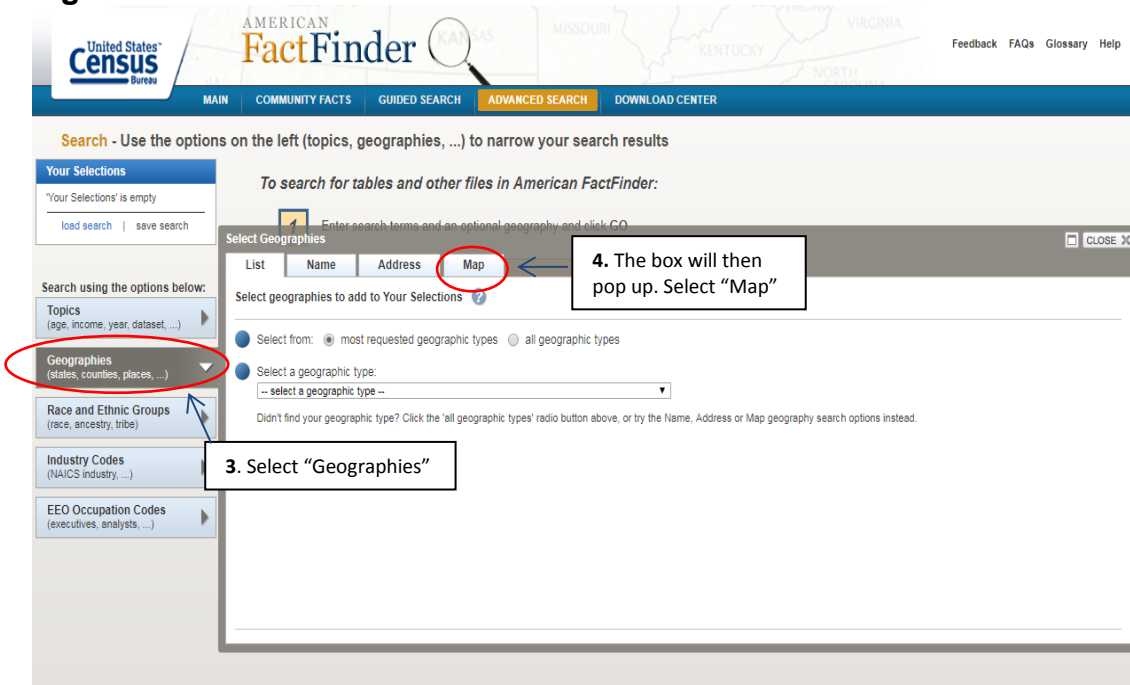 United States™
Census
Bureau
AMERICAN
FactFinder
KANSAS
MISSOURI
KENTUCKY
VIRGINIA
NORTH
CAROLINA
Feedback FAQs Glossary Help
MAIN COMMUNITY FACTS GUIDED SEARCH ADVANCED SEARCH DOWNLOAD CENTER
Search - Use the options on the left (topics, geographies, ...) to narrow your search results
Your Selections
'Your Selections' is empty
load search | save search
To search for tables and other files in American FactFinder:
1 Enter search terms and an optional geography and click GO
Select Geographies
CLOSE X
List Name Address Map
4. The box will then
pop up. Select “Map”
Select geographies to add to Your Selections ?
Search using the options below:
Topics
(age, income, year, dataset, ...)
Geographies
(states, counties, places, ...)
Race and Ethnic Groups
(race, ancestry, tribe)
Industry Codes
(NAICS industry, ...)
EEO Occupation Codes
(executives, analysts, ...)
Select from: most requested geographic types all geographic types
Select a geographic type:
-- select a geographic type --
Didn't find your geographic type? Click the 'all geographic types' radio button above, or try the Name, Address or Map geography search options instead.
3. Select “Geographies”